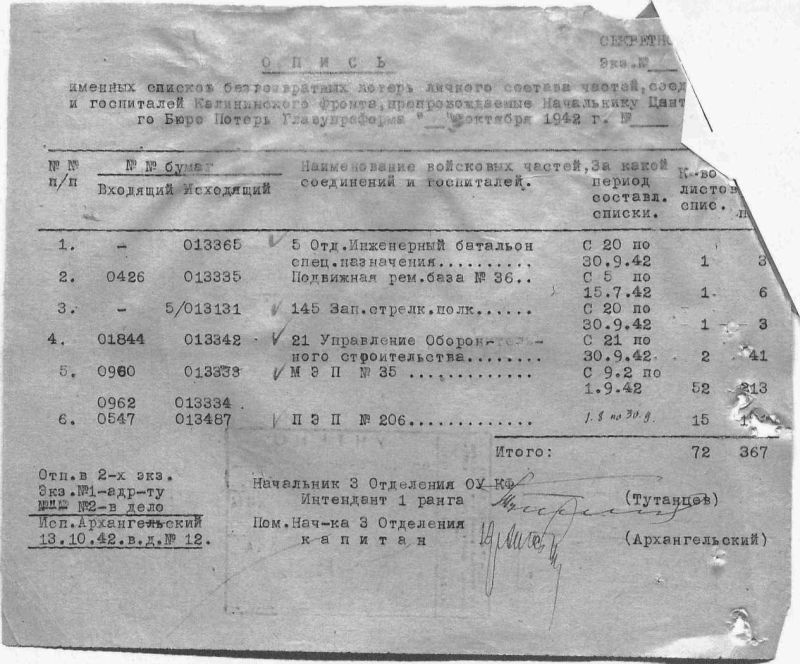 СЕКРЕТНО
О П И С Ь
Экз.№
именных списков безвозвратных потерь личного состава частей, соед
и госпиталей Калининского фронта, препровождаемые Начальнику Цент
го Бюро Потерь Главупраформа "__" октября 1942 г. №
№ № п/п № № бумаг Наименование войсковых частей, За какой К-во
Входящий Исходящий соединений и госпиталей. период листов
составл. спис.
списки.
1. - 013365 5 Отд.Инженерный батальон С 20 по
спец.назначения.......... 30.9.42 1 3
2. 0426 013335 Подвижная рем.база № 36.. С 5 по
15.7.42 1 6
3. - 5/013131 145 Зап.стрелк.полк...... С 20 по
30.9.42 1 3
4. 01844 013342 21 Управление Оборонительного С 21 по
строительства........ 30.9.42 2 41
5. 0960 013333 М Э П № 35 ............. С 9.2 по
1.9.42 52 213
0962 013334
6. 0547 013487 П Э П № 206............. 1.8 по 30.9. 15
Итого: 72 367
Отп.в 2-х экз.
Экз.№1-адр-ту
№"" №2-в дело
Исп.Архангельский
13.10.42.в.д.№ 12.
Начальник 3 Отделения ОУ КФ
Интендант 1 ранга (Тутанцев)
Пом.Нач-ка 3 Отделения
к а п и т а н (Архангельский)